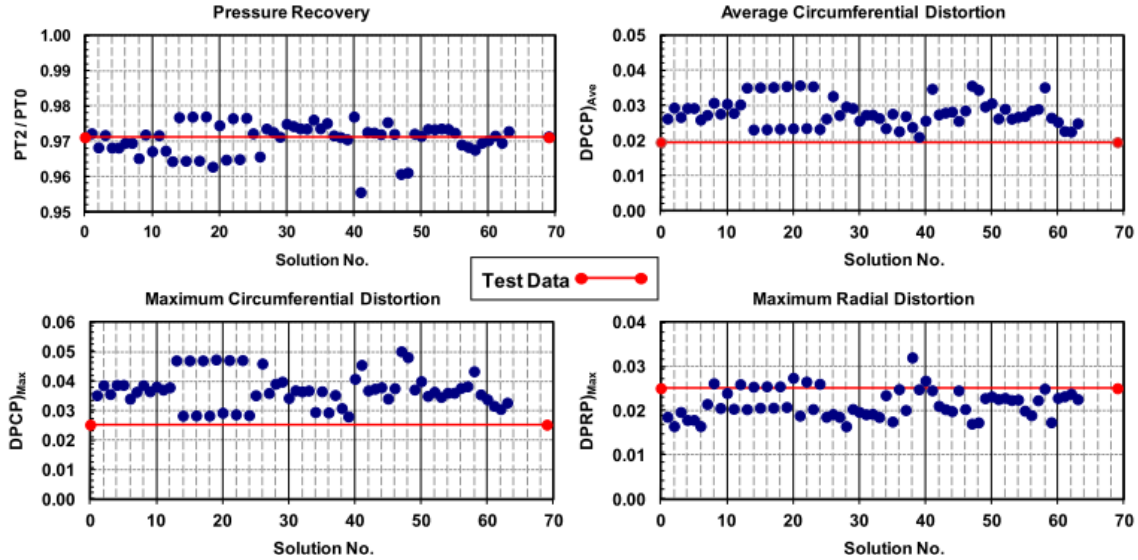 Pressure Recovery
1.00
0.99
0.98
0.97
0.96
0.95
PT2 / PT0
0 10 20 30 40 50 60 70
Solution No.
Average Circumferential Distortion
0.05
0.04
0.03
0.02
0.01
0.00
DPCP)Ave
0 10 20 30 40 50 60 70
Solution No.
Test Data
Maximum Circumferential Distortion
0.06
0.05
0.04
0.03
0.02
0.01
0.00
DPCP)Max
0 10 20 30 40 50 60 70
Solution No.
Maximum Radial Distortion
0.04
0.03
0.02
0.01
0.00
DPRP)Max
0 10 20 30 40 50 60 70
Solution No.